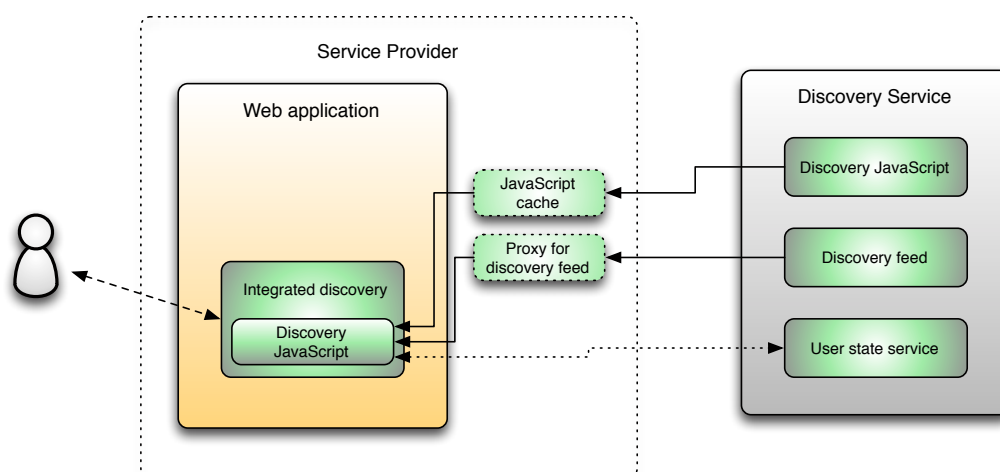 Service Provider
Web application
JavaScript
cache
Proxy for
discovery feed
Integrated discovery
Discovery
JavaScript
Discovery Service
Discovery JavaScript
Discovery feed
User state service